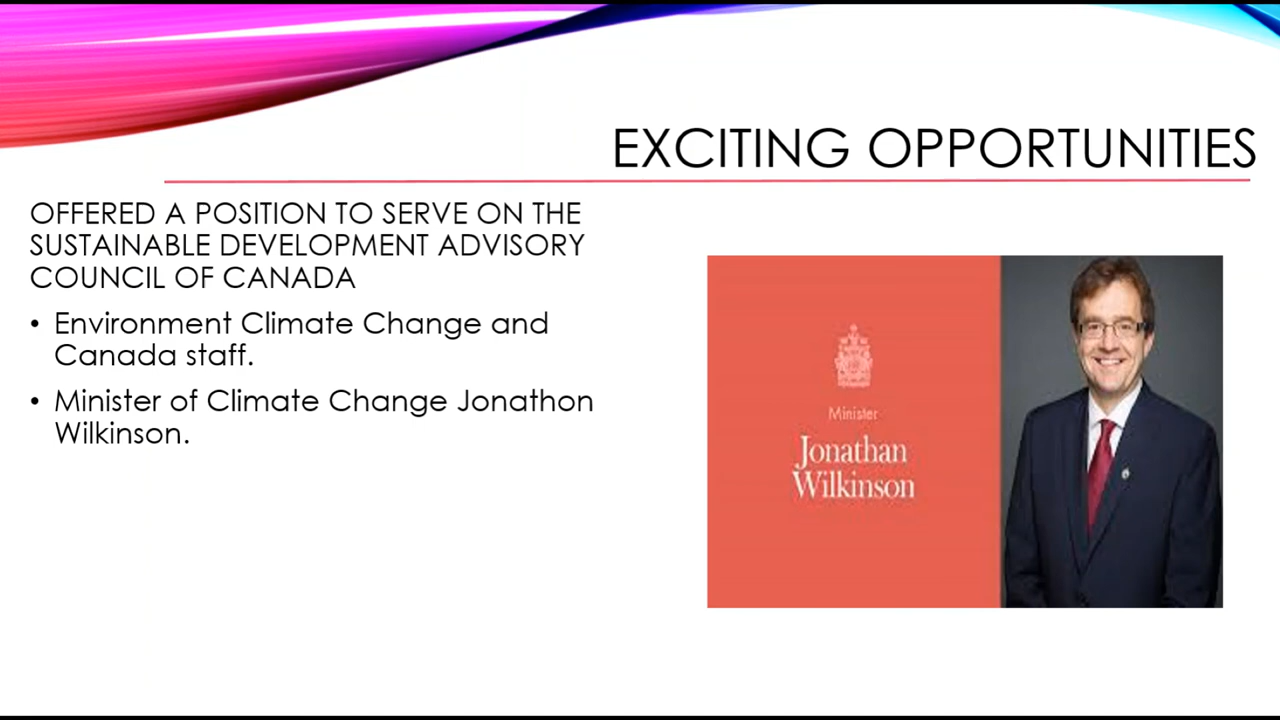 EXCITING OPPORTUNITIES
OFFERED A POSITION TO SERVE ON THE
SUSTAINABLE DEVELOPMENT ADVISORY
COUNCIL OF CANADA
• Environment Climate Change and
Canada staff.
• Minister of Climate Change Jonathon
Wilkinson.
Minister
Jonathan
Wilkinson